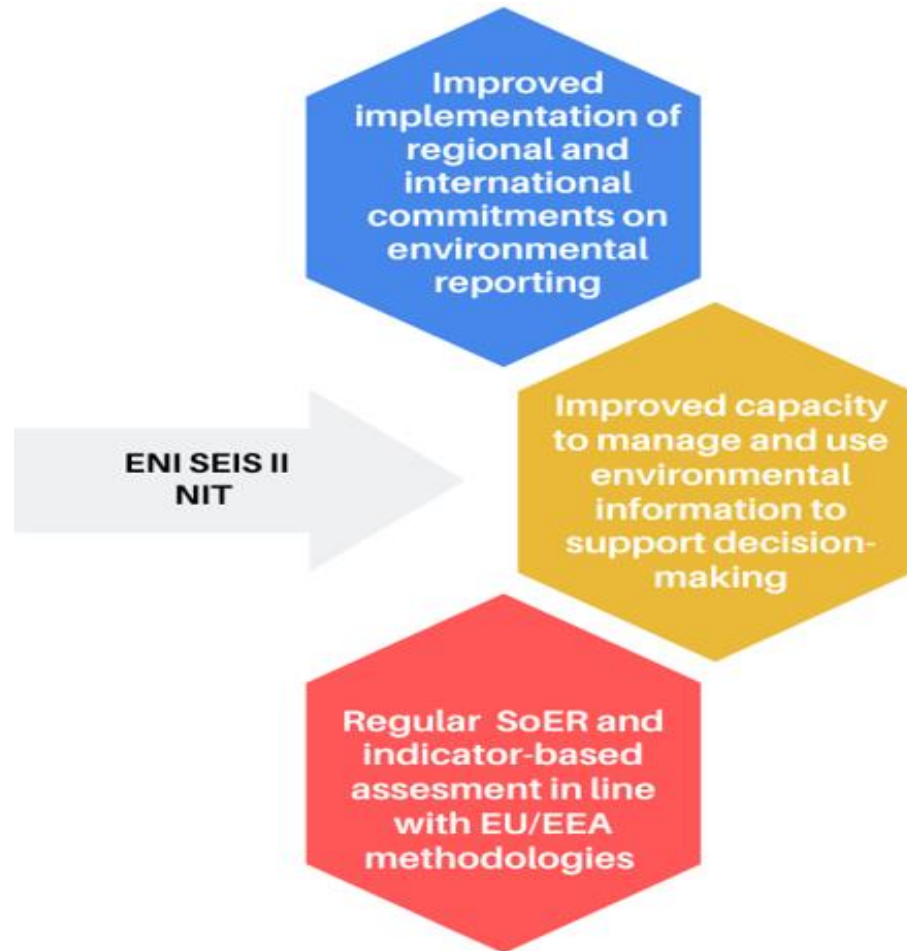 Improved
implementation of
regional and
international
commitments on
environmental
reporting
ENI SEIS II
NIT
Improved capacity
to manage and use
environmental
information to
support decision-
making
Regular SoER and
indicator-based
assesment in line
with EU/EEA
methodologies